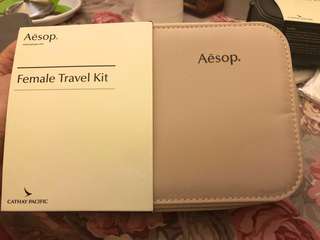 Aēsop.
Female Travel Kit
CATHAY PACIFIC
Aēsop.